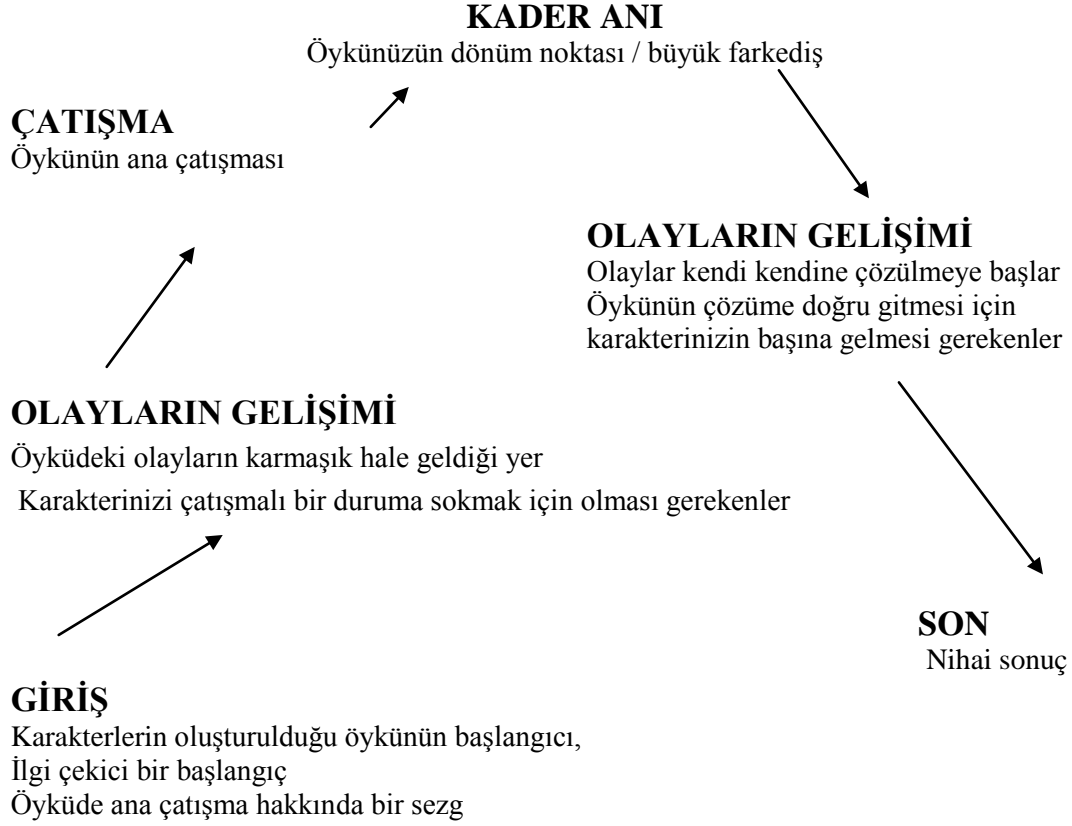 KADER ANI
Öykünüzün dönüm noktası / büyük farkediş
ÇATIŞMA
Öykünün ana çatışması
OLAYLARIN GELİŞİMİ
Olaylar kendi kendine çözülmeye başlar
Öykünün çözüme doğru gitmesi için
karakterinizin başına gelmesi gerekenler
OLAYLARIN GELİŞİMİ
Öyküdeki olayların karmaşık hale geldiği yer
Karakterinizi çatışmalı bir duruma sokmak için olması gerekenler
SON
Nihai sonuç
GİRİŞ
Karakterlerin oluşturulduğu öykünün başlangıcı,
İlgi çekici bir başlangıç
Öyküde ana çatışma hakkında bir sezg